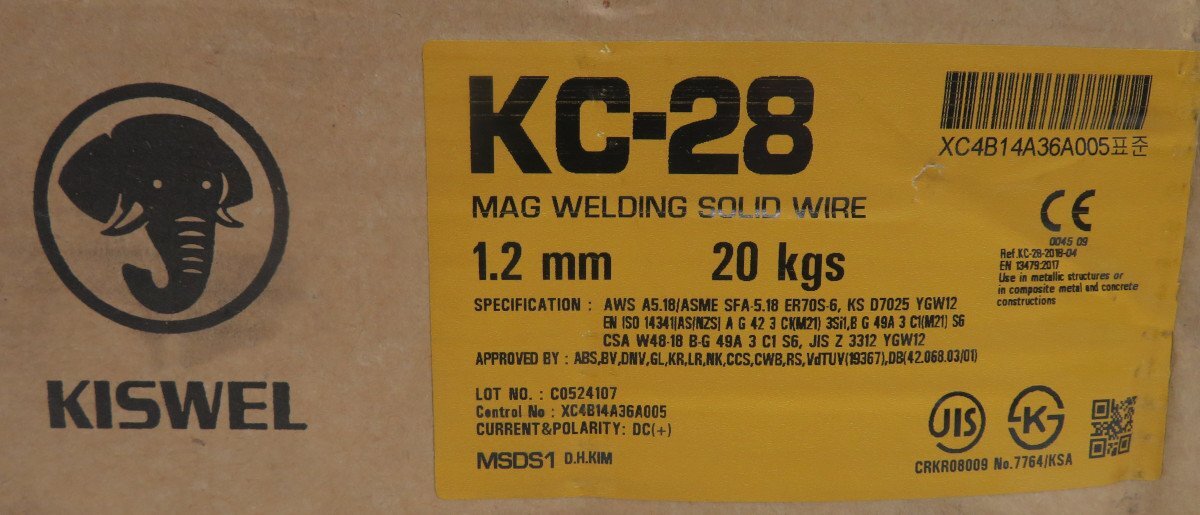 KISWEL
KC-28
MAG WELDING SOLID WIRE
1.2 mm 20 kgs
SPECIFICATION : AWS A5.18/ASME SFA-5.18 ER70S-6, KS D7025 YGW12
EN ISO 14341(AS/NZS) A G 42 3 C1(M21) 3Si1, B G 49A 3 C1(M21) S6
CSA W48-18 B-G 49A 3 C1 S6, JIS Z 3312 YGW12
APPROVED BY : ABS,BV,DNV,GL,KR,LR,NK,CCS,CWB,RS,VdTUV(19367),DB(42.068.03/01)
LOT NO. : C0524107
Control No : XC4B14A36A005
CURRENT&POLARITY: DC(+)
MSDS1 D.H.KIM
XC4B14A36A005표준
CE
0045 09
Ref.KC-28-2018-04
EN 13479:2017
Use in metallic structures or
in composite metal and concrete
constructions
JIS
K
CRKR08009 No.7764/KSA